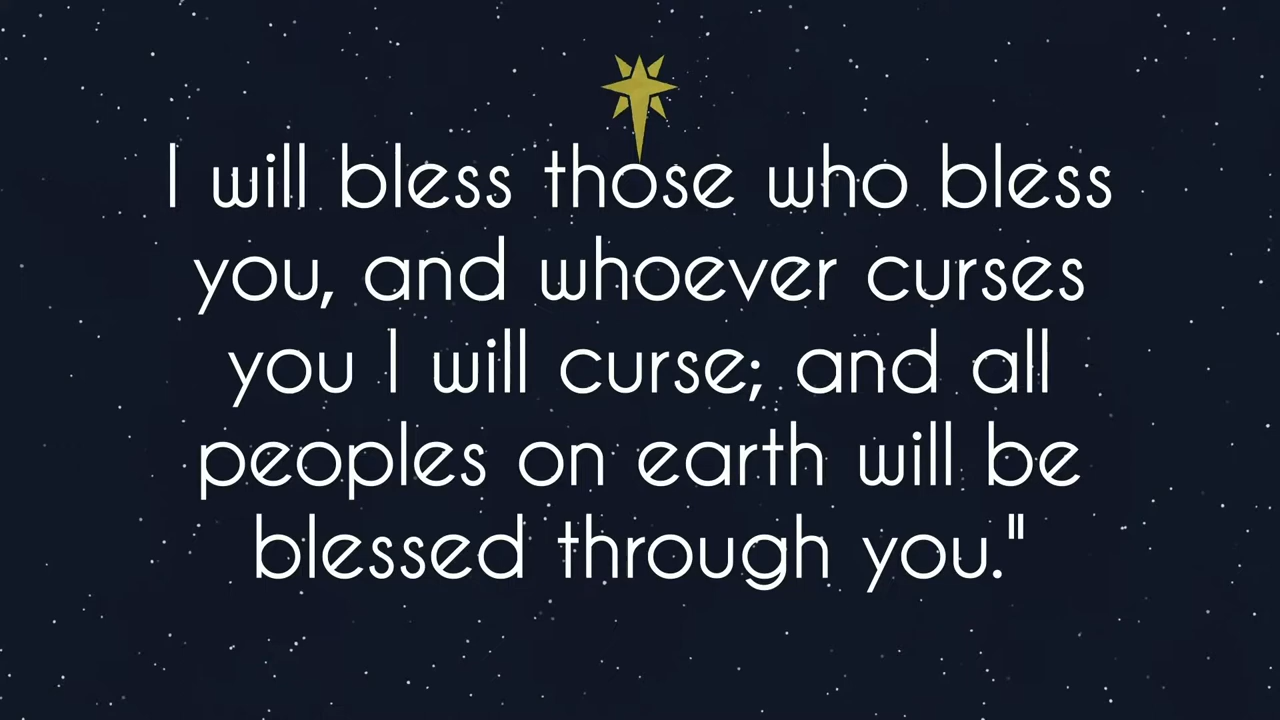 I will bless those who bless
you, and whoever curses
you I will curse; and all
peoples on earth will be
blessed through you."